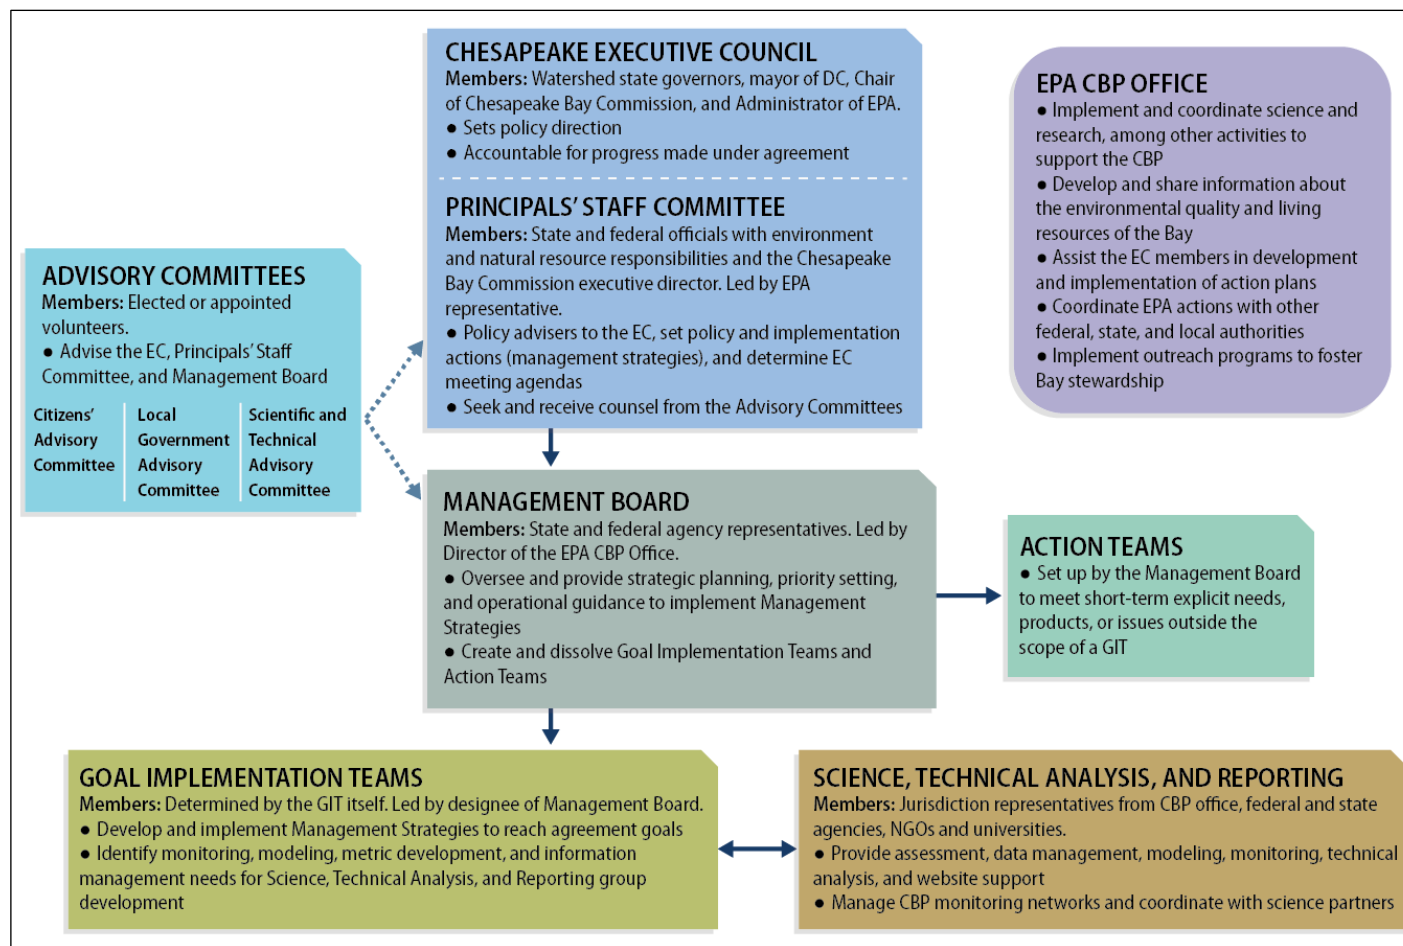 CHESAPEAKE EXECUTIVE COUNCIL
Members: Watershed state governors, mayor of DC, Chair
of Chesapeake Bay Commission, and Administrator of EPA.
● Sets policy direction
● Accountable for progress made under agreement
PRINCIPALS' STAFF COMMITTEE
Members: State and federal officials with environment
and natural resource responsibilities and the Chesapeake
Bay Commission executive director. Led by EPA
representative.
● Policy advisers to the EC, set policy and implementation
actions (management strategies), and determine EC
meeting agendas
● Seek and receive counsel from the Advisory Committees
EPA CBP OFFICE
● Implement and coordinate science and
research, among other activities to
support the CBP
● Develop and share information about
the environmental quality and living
resources of the Bay
● Assist the EC members in development
and implementation of action plans
● Coordinate EPA actions with other
federal, state, and local authorities
● Implement outreach programs to foster
Bay stewardship
ADVISORY COMMITTEES
Members: Elected or appointed
volunteers.
● Advise the EC, Principals' Staff
Committee, and Management Board
Citizens'
Advisory
Committee
Local
Government
Advisory
Committee
Scientific and
Technical
Advisory
Committee
MANAGEMENT BOARD
Members: State and federal agency representatives. Led by
Director of the EPA CBP Office.
● Oversee and provide strategic planning, priority setting,
and operational guidance to implement Management
Strategies
● Create and dissolve Goal Implementation Teams and
Action Teams
ACTION TEAMS
● Set up by the Management Board
to meet short-term explicit needs,
products, or issues outside the
scope of a GIT
GOAL IMPLEMENTATION TEAMS
Members: Determined by the GIT itself. Led by designee of Management Board.
● Develop and implement Management Strategies to reach agreement goals
● Identify monitoring, modeling, metric development, and information
management needs for Science, Technical Analysis, and Reporting group
development
SCIENCE, TECHNICAL ANALYSIS, AND REPORTING
Members: Jurisdiction representatives from CBP office, federal and state
agencies, NGOs and universities.
● Provide assessment, data management, modeling, monitoring, technical
analysis, and website support
● Manage CBP monitoring networks and coordinate with science partners